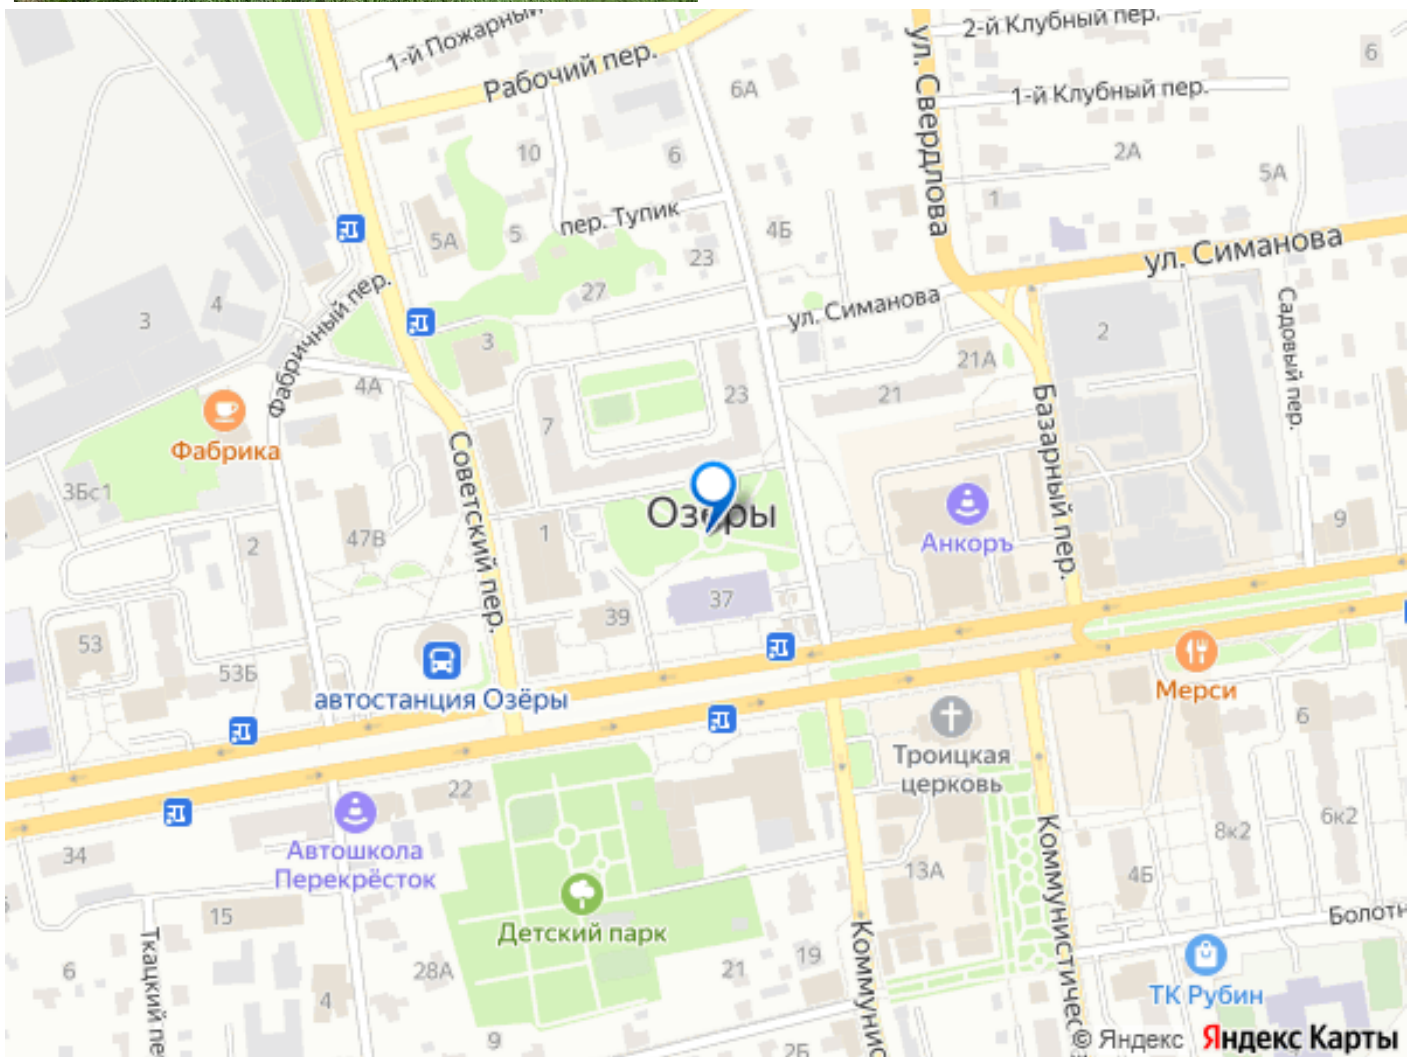 1-й Пожарный
2-й Клубный пер.
Рабочий пер.
ул. Свердлова
6
6А
1-й Клубный пер.
10
6
2А
5А
1
пер. Тупик
5А
5
4Б
23
ул. Симанова
27
3
4
Фабричный пер.
ул. Симанова
Садовый пер.
3
2
21А
4А
7
23
21
Базарный пер.
Фабрика
Советский пер.
3Бс1
Озёры
Анкоръ
9
47В
1
2
37
39
53
53Б
автостанция Озёры
Мерси
6
Троицкая
церковь
22
34
Автошкола
Перекрёсток
8к2
6к2
13А
4Б
15
Детский парк
Болотн
Ткацкий пе
Коммунис
Коммунистичес
6
28А
21
19
4
ТК Рубин
9
2Б
© Яндекс Яндекс Карты